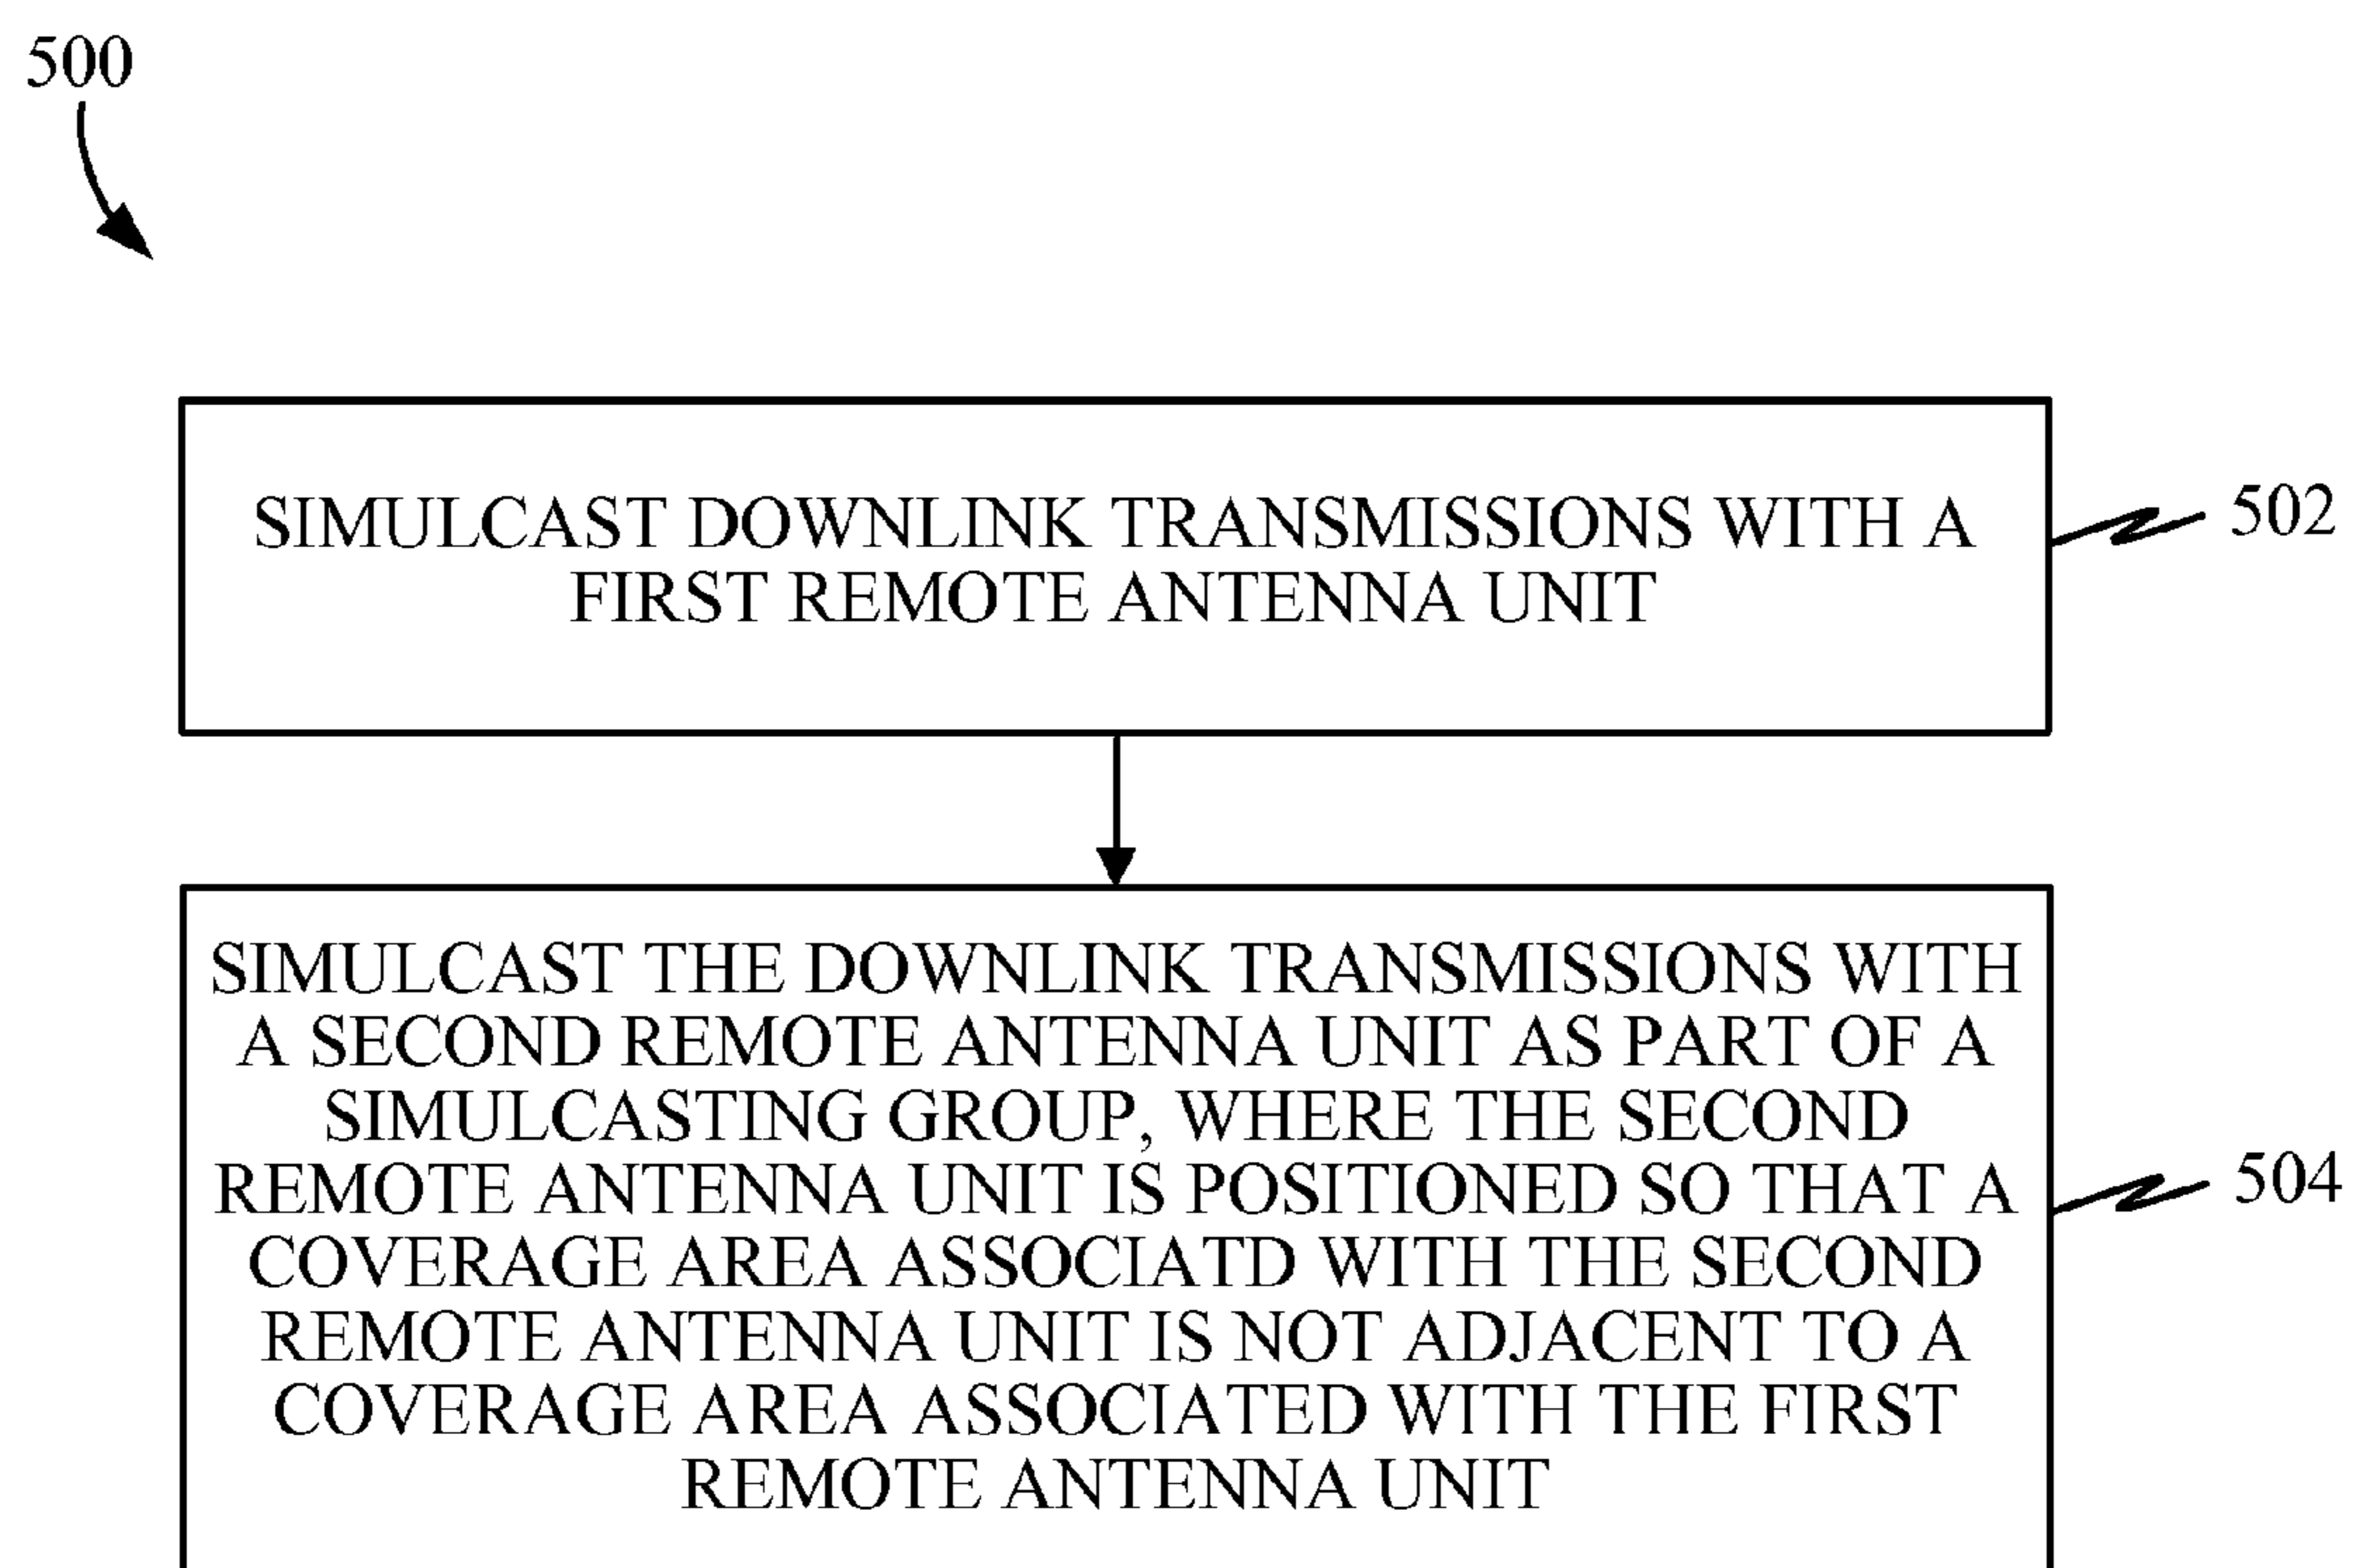 500
SIMULCAST DOWNLINK TRANSMISSIONS WITH A
FIRST REMOTE ANTENNA UNIT
502
SIMULCAST THE DOWNLINK TRANSMISSIONS WITH
A SECOND REMOTE ANTENNA UNIT AS PART OF A
SIMULCASTING GROUP, WHERE THE SECOND
REMOTE ANTENNA UNIT IS POSITIONED SO THAT A
COVERAGE AREA ASSOCIATD WITH THE SECOND
REMOTE ANTENNA UNIT IS NOT ADJACENT TO A
COVERAGE AREA ASSOCIATED WITH THE FIRST
REMOTE ANTENNA UNIT
504